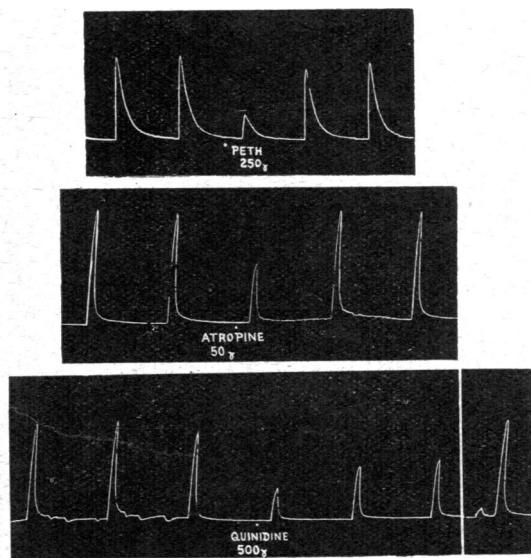 PETH
250γ
ATROPINE
50γ
QUINIDINE
500γ